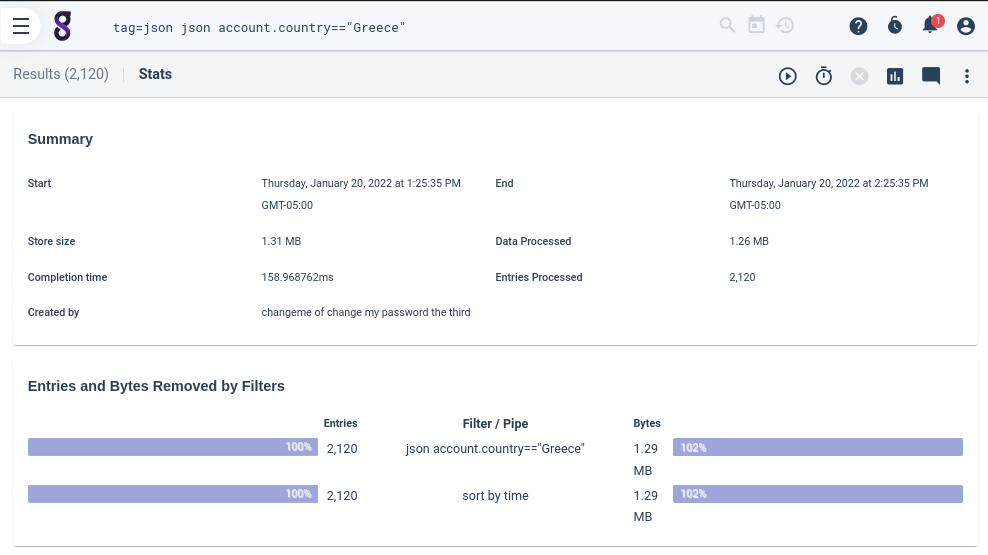 tag=json json account.country=="Greece"
1
Results (2,120)
Stats
Summary
Start
Thursday, January 20, 2022 at 1:25:35 PM
GMT-05:00
End
Thursday, January 20, 2022 at 2:25:35 PM
GMT-05:00
Store size
1.31 MB
Data Processed
1.26 MB
Completion time
158.968762ms
Entries Processed
2,120
Created by
changeme of change my password the third
Entries and Bytes Removed by Filters
Entries
Filter / Pipe
Bytes
100%
2,120
json account.country=="Greece"
1.29
MB
102%
100%
2,120
sort by time
1.29
MB
102%